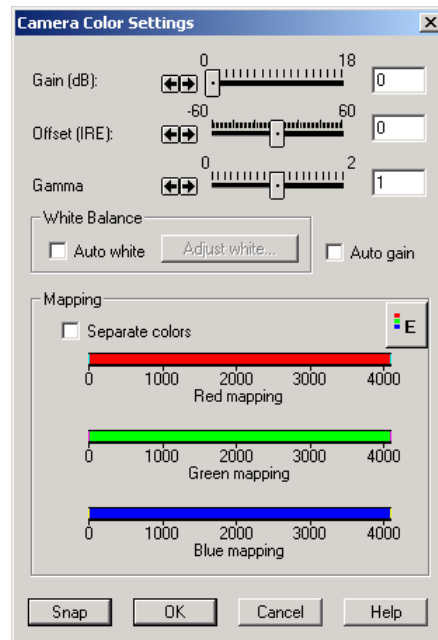 Camera Color Settings
0 18
Gain (dB): 0
-60 60
Offset (IRE): 0
0 2
Gamma 1
White Balance
Auto white Adjust white... Auto gain
Mapping
Separate colors E
0 1000 2000 3000 4000
Red mapping
0 1000 2000 3000 4000
Green mapping
0 1000 2000 3000 4000
Blue mapping
Snap OK Cancel Help